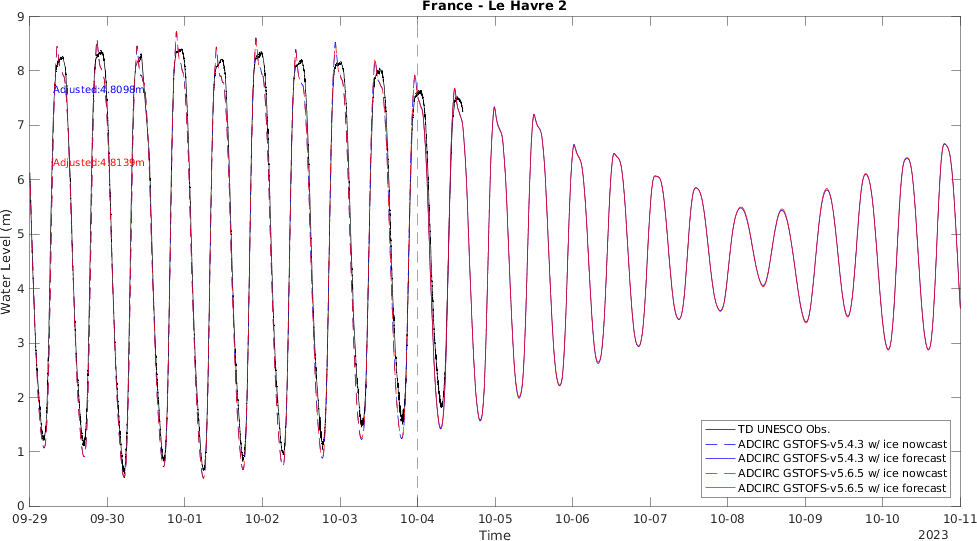 France - Le Havre 2
9
8
7
6
5
4
3
2
1
0
Water Level (m)
Adjusted:4.8098m
Adjusted:4.8139m
TD UNESCO Obs.
ADCIRC GSTOFS-v5.4.3 w/ ice nowcast
ADCIRC GSTOFS-v5.4.3 w/ ice forecast
ADCIRC GSTOFS-v5.6.5 w/ ice nowcast
ADCIRC GSTOFS-v5.6.5 w/ ice forecast
09-29 09-30 10-01 10-02 10-03 10-04 10-05 10-06 10-07 10-08 10-09 10-10 10-11
Time
2023